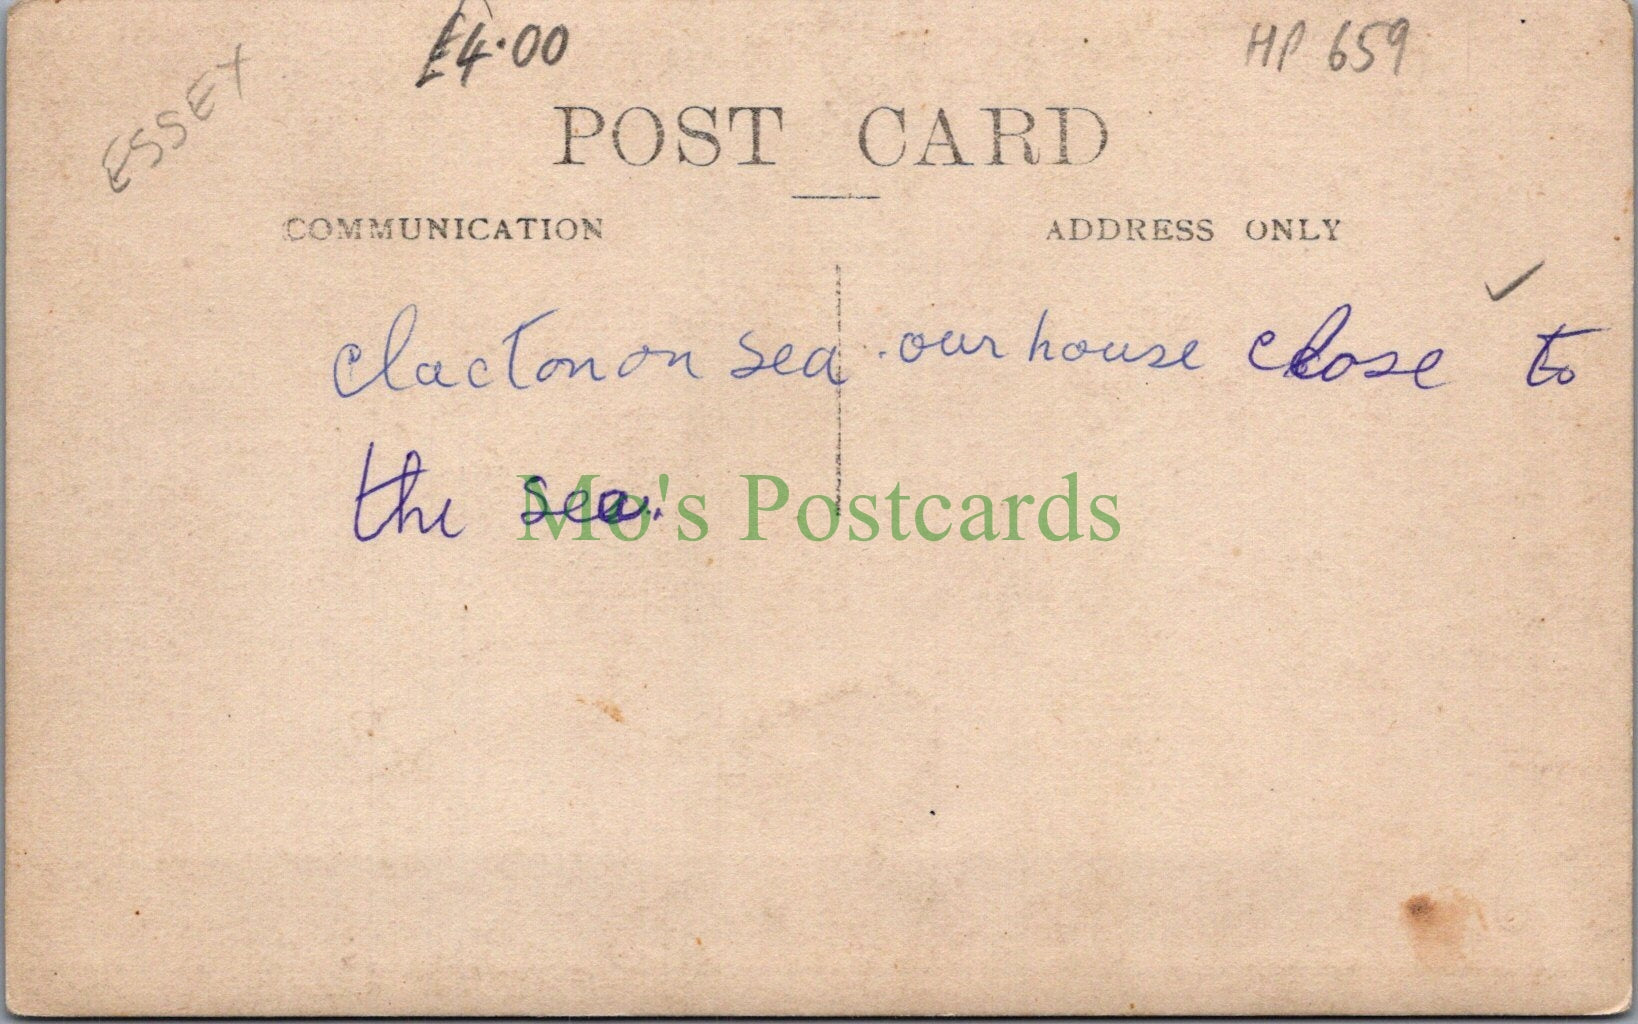 £4.00
HP 659
ESSEX
POST CARD
COMMUNICATION
ADDRESS ONLY
clacton on sea . our house close to
the sea.
Mo's Postcards